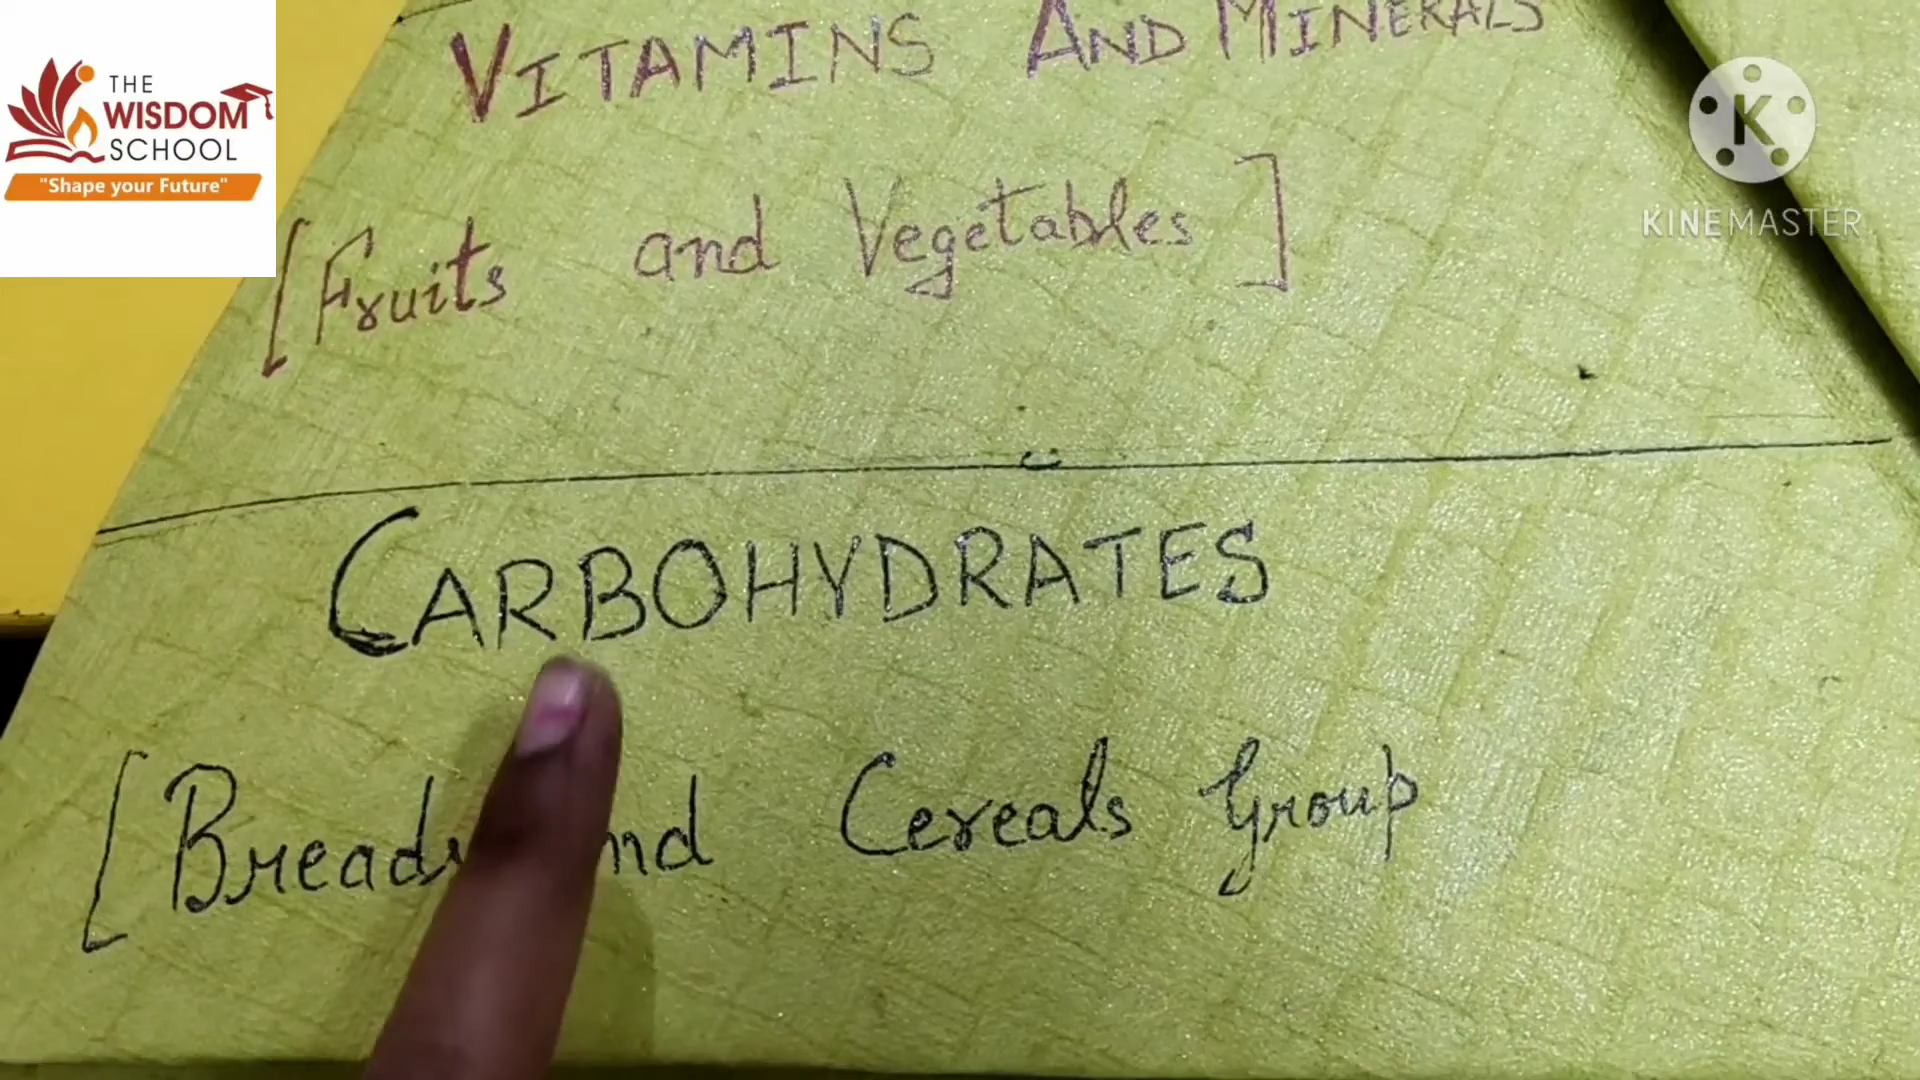 VITAMINS AND MINERALS
THE
WISDOM
SCHOOL
"Shape your Future"
K
KINEMASTER
[Fruits and Vegetables]
CARBOHYDRATES
[Bread Cereals Group